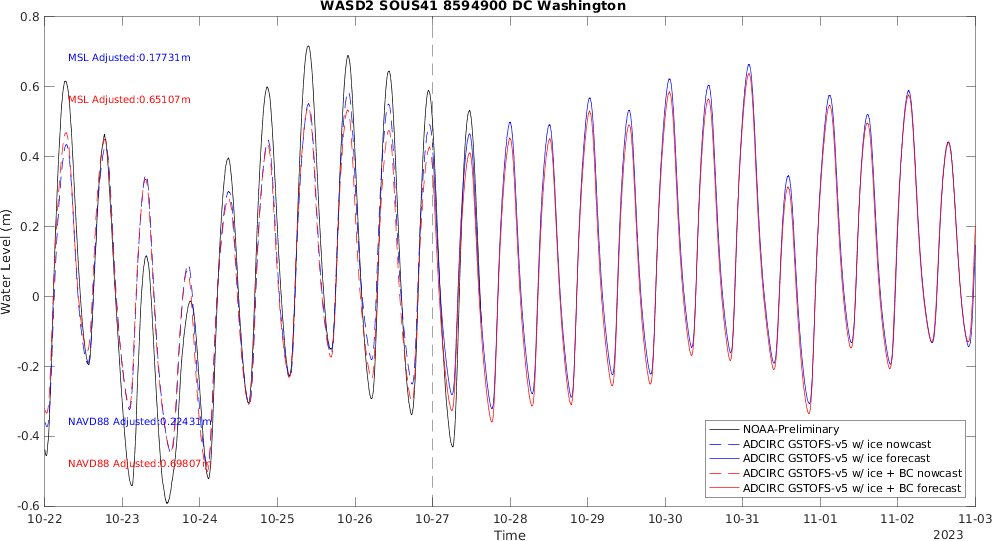 WASD2 SOUS41 8594900 DC Washington
0.8
0.6
0.4
0.2
0
-0.2
-0.4
-0.6
Water Level (m)
MSL Adjusted:0.17731m
MSL Adjusted:0.65107m
NAVD88 Adjusted:0.22431m
NAVD88 Adjusted:0.69807m
NOAA-Preliminary
ADCIRC GSTOFS-v5 w/ ice nowcast
ADCIRC GSTOFS-v5 w/ ice forecast
ADCIRC GSTOFS-v5 w/ ice + BC nowcast
ADCIRC GSTOFS-v5 w/ ice + BC forecast
10-22 10-23 10-24 10-25 10-26 10-27 10-28 10-29 10-30 10-31 11-01 11-02 11-03
Time
2023